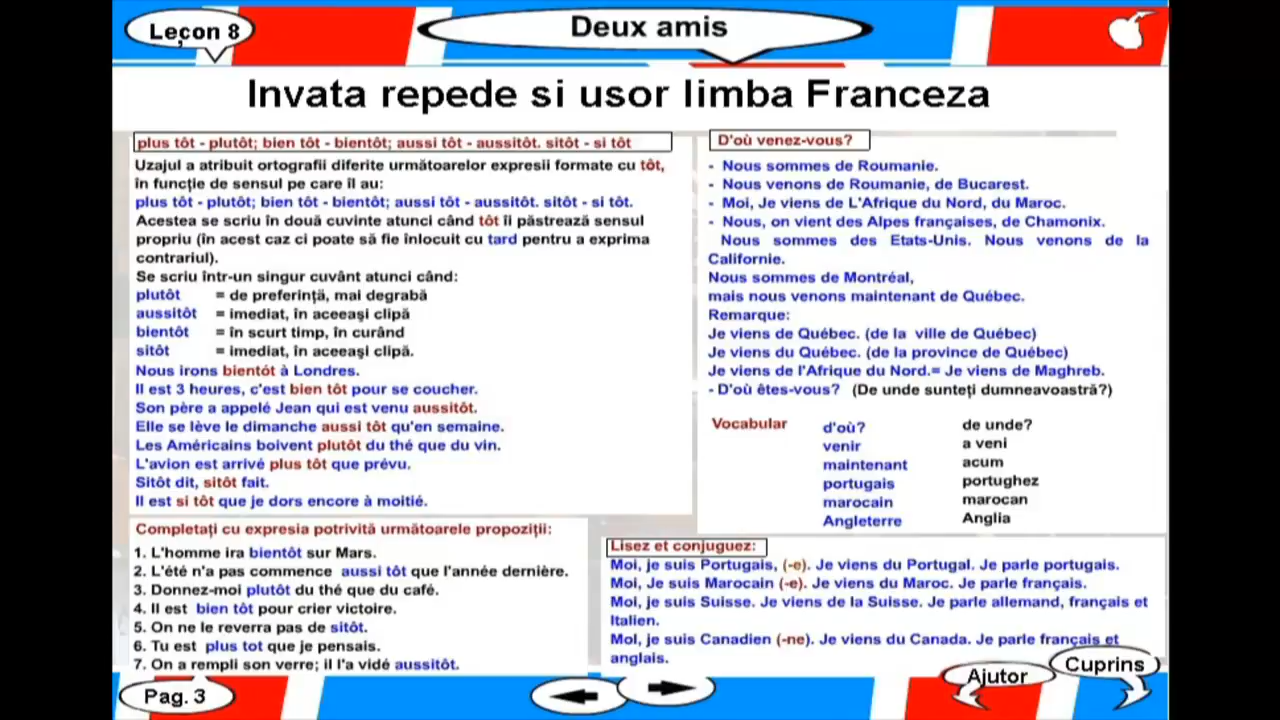 Leçon 8
Deux amis
Invata repede si usor limba Franceza
plus tôt - plutôt; bien tôt - bientôt; aussi tôt - aussitôt. sitôt - si tôt
Uzajul a atribuit ortografii diferite următoarelor expresii formate cu tôt,
în funcţie de sensul pe care îl au:
plus tôt - plutôt; bien tôt - bientôt; aussi tôt - aussitôt. sitôt - si tôt.
Acestea se scriu în două cuvinte atunci când tôt îi păstrează sensul
propriu (în acest caz ci poate să fie înlocuit cu tard pentru a exprima
contrariul).
Se scriu într-un singur cuvânt atunci când:
plutôt = de preferinţă, mai degrabă
aussitôt = imediat, în aceeaşi clipă
bientôt = în scurt timp, în curând
sitôt = imediat, în aceeaşi clipă.
Nous irons bientót à Londres.
Il est 3 heures, c'est bien tôt pour se coucher.
Son père a appelé Jean qui est venu aussitôt.
Elle se lève le dimanche aussi tôt qu'en semaine.
Les Américains boivent plutôt du thé que du vin.
L'avion est arrivé plus tôt que prévu.
Sitôt dit, sitôt fait.
Il est si tôt que je dors encore à moitié.
Completaţi cu expresia potrivită următoarele propoziţii:
1. L'homme ira bientôt sur Mars.
2. L'été n'a pas commence aussi tôt que l'année dernière.
3. Donnez-moi plutôt du thé que du café.
4. Il est bien tôt pour crier victoire.
5. On ne le reverra pas de sitôt.
6. Tu est plus tot que je pensais.
7. On a rempli son verre; il l'a vidé aussitôt.
D'où venez-vous?
- Nous sommes de Roumanie.
- Nous venons de Roumanie, de Bucarest.
- Moi, Je viens de L'Afrique du Nord, du Maroc.
- Nous, on vient des Alpes françaises, de Chamonix.
Nous sommes des Etats-Unis. Nous venons de la
Californie.
Nous sommes de Montréal,
mais nous venons maintenant de Québec.
Remarque:
Je viens de Québec. (de la ville de Québec)
Je viens du Québec. (de la province de Québec)
Je viens de l'Afrique du Nord.= Je viens de Maghreb.
- D'où êtes-vous? (De unde sunteţi dumneavoastră?)
Vocabular
d'où? de unde?
venir a veni
maintenant acum
portugais portughez
marocain marocan
Angleterre Anglia
Lisez et conjuguez:
Moi, je suis Portugais, (-e). Je viens du Portugal. Je parle portugais.
Moi, Je suis Marocain (-e). Je viens du Maroc. Je parle français.
Moi, je suis Suisse. Je viens de la Suisse. Je parle allemand, français et
Italien.
Mol, je suis Canadien (-ne). Je viens du Canada. Je parle français et
anglais.
Pag. 3
Ajutor
Cuprins